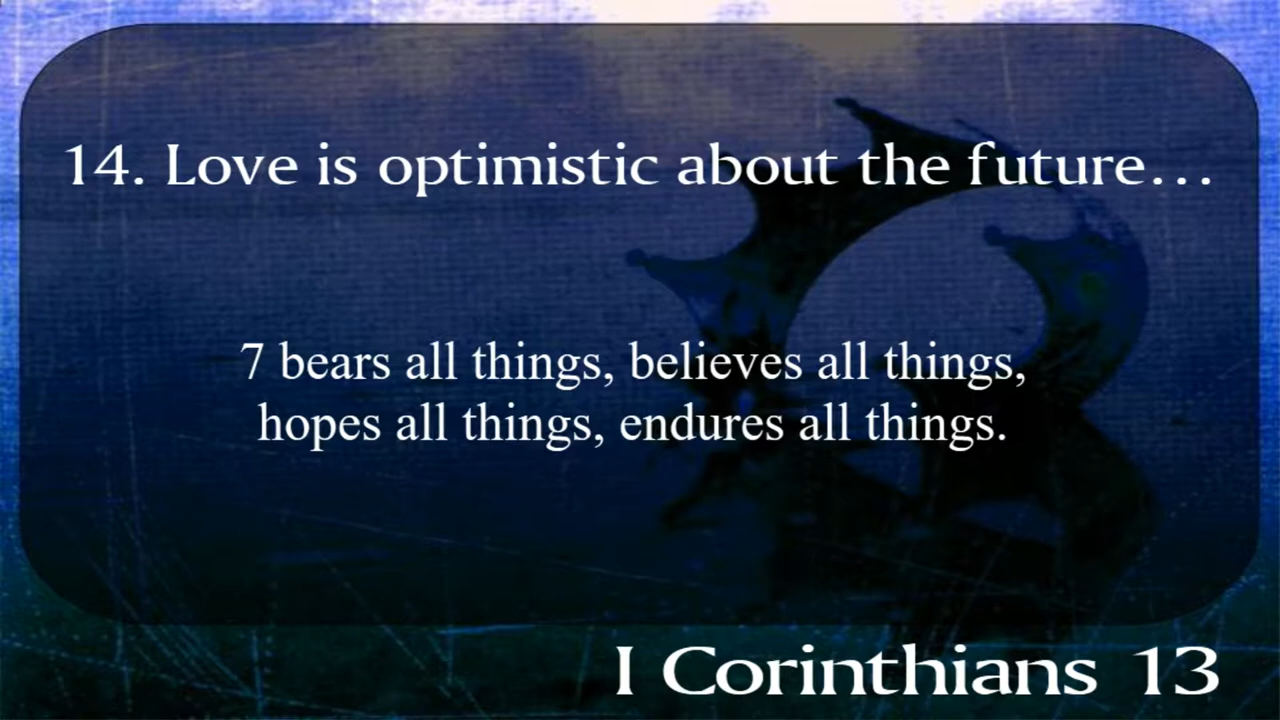 14. Love is optimistic about the future…
7 bears all things, believes all things,
hopes all things, endures all things.
I Corinthians 13